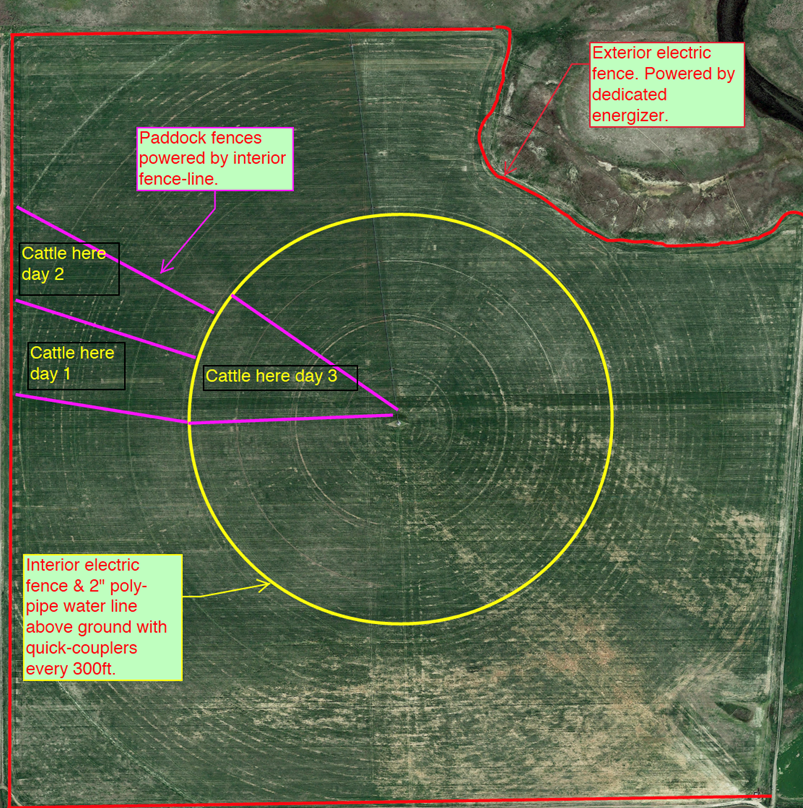 Exterior electric
fence. Powered by
dedicated
energizer.
Paddock fences
powered by interior
fence-line.
Cattle here
day 2
Cattle here
day 1
Cattle here day 3
Interior electric
fence & 2" poly-
pipe water line
above ground with
quick-couplers
every 300ft.